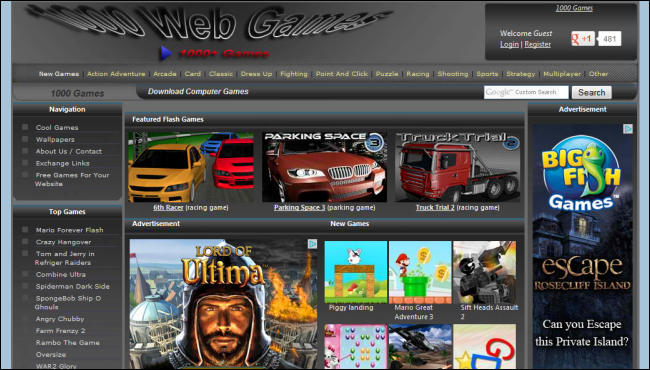 1000 Web Games
1000+ Games
1000 Games
Welcome Guest
Login | Register
g +1 481
New Games | Action Adventure | Arcade | Card | Classic | Dress Up | Fighting | Point And Click | Puzzle | Racing | Shooting | Sports | Strategy | Multiplayer | Other
1000 Games
Download Computer Games
Google™ Custom Search
Search
Navigation
Cool Games
Wallpapers
About Us / Contact
Exchange Links
Free Games For Your
Website
Top Games
Mario Forever Flash
Crazy Hangover
Tom and Jerry in
Refriger Raiders
Combine Ultra
Spiderman Dark Side
SpongeBob Ship O
Ghouls
Angry Chubby
Farm Frenzy 2
Rambo The Game
Oversize
WAR2 Glory
Featured Flash Games
PARKING SPACE 3
TRUCK TRIAL 2
6th Racer (racing game)
Parking Space 3 (parking game)
Truck Trial 2 (racing game)
Advertisement
LORD OF
Ultima
New Games
Piggy landing
Mario Great
Adventure 3
Sift Heads Assault
2
Advertisement
BIG
FISH
GAMES™
escape
ROSECLIFF ISLAND
Can you Escape
this Private Island?